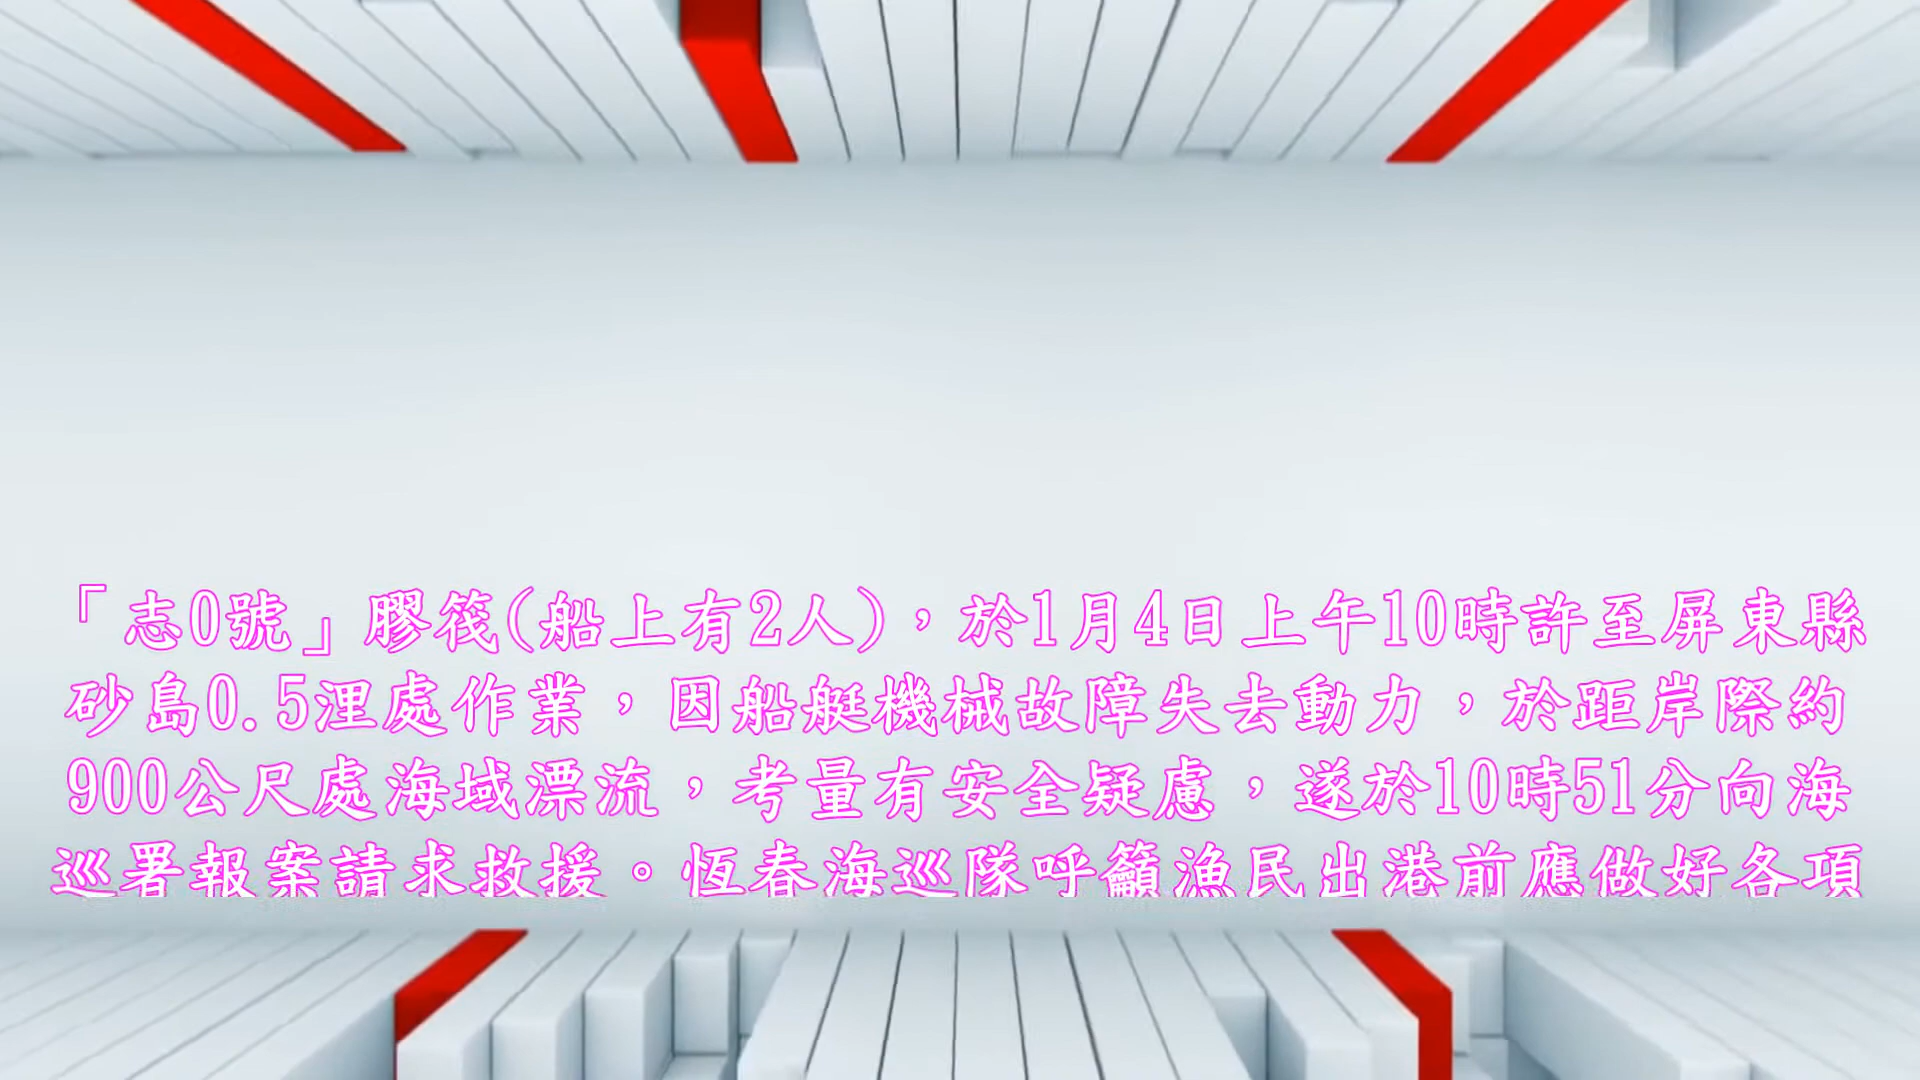 「志0號」膠筏(船上有2人)，於1月4日上午10時許至屏東縣
砂島0.5浬處作業，因船艇機械故障失去動力，於距岸際約
900公尺處海域漂流，考量有安全疑慮，遂於10時51分向海
巡署報案請求救援。恆春海巡隊呼籲漁民出港前應做好各項